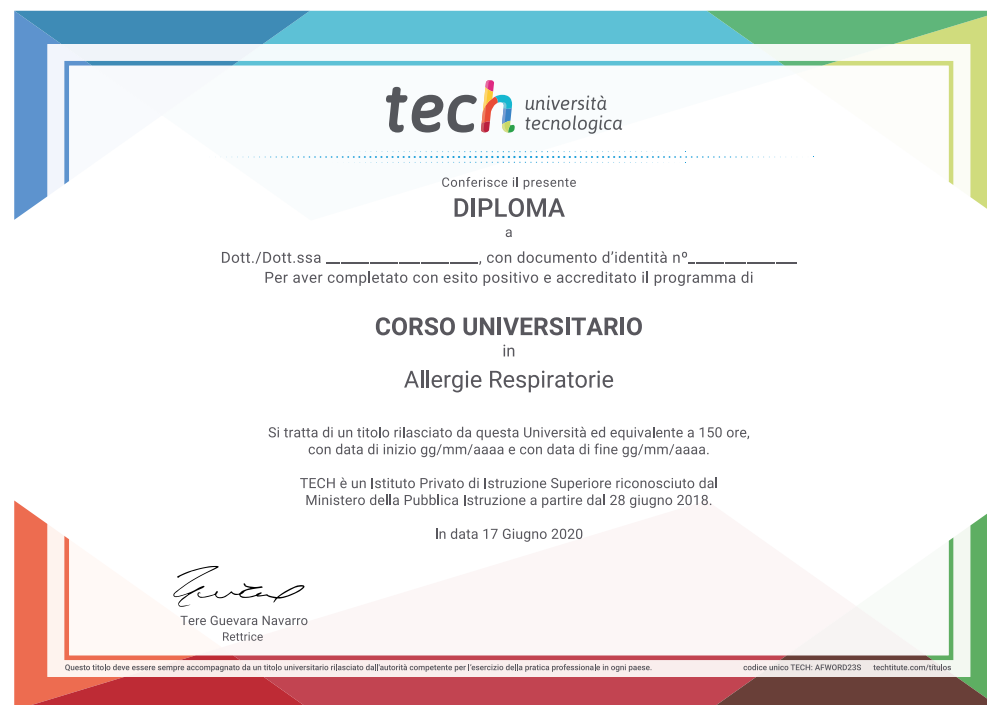 tech università
tecnologica
Conferisce il presente
DIPLOMA
a
Dott./Dott.ssa _________________, con documento d'identità nº____________
Per aver completato con esito positivo e accreditato il programma di
CORSO UNIVERSITARIO
in
Allergie Respiratorie
Si tratta di un titolo rilasciato da questa Università ed equivalente a 150 ore,
con data di inizio gg/mm/aaaa e con data di fine gg/mm/aaaa.
TECH è un Istituto Privato di Istruzione Superiore riconosciuto dal
Ministero della Pubblica Istruzione a partire dal 28 giugno 2018.
In data 17 Giugno 2020
Tere Guevara Navarro
Rettrice
Questo titolo deve essere sempre accompagnato da un titolo universitario rilasciato dall'autorità competente per l'esercizio della pratica professionale in ogni paese. codice unico TECH: AFWORD23S techtitute.com/titulos